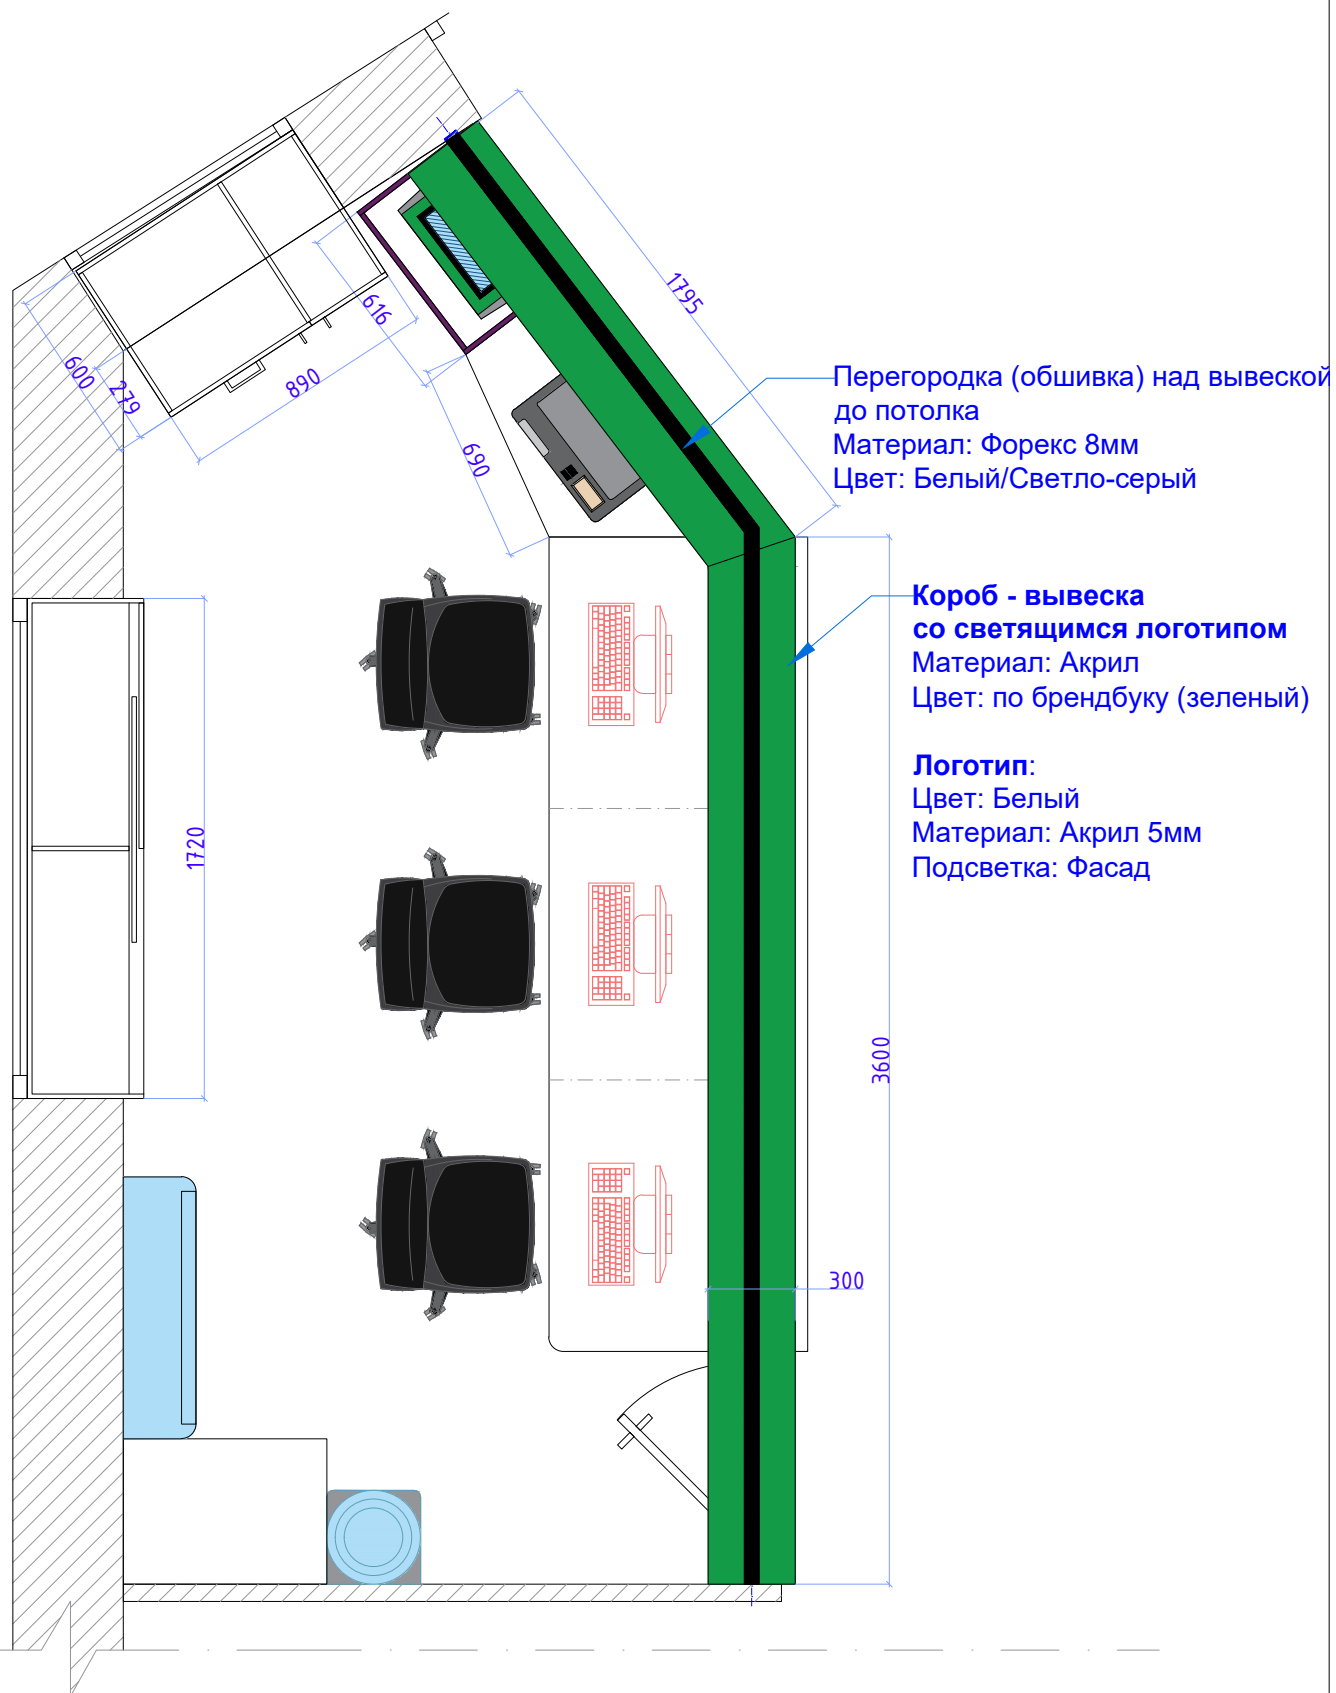 1795
616
600
279
890
690
Перегородка (обшивка) над вывеской
до потолка
Материал: Форекс 8мм
Цвет: Белый/Светло-серый
Короб - вывеска
со светящимся логотипом
Материал: Акрил
Цвет: по брендбуку (зеленый)
Логотип:
Цвет: Белый
Материал: Акрил 5мм
Подсветка: Фасад
1720
3600
300